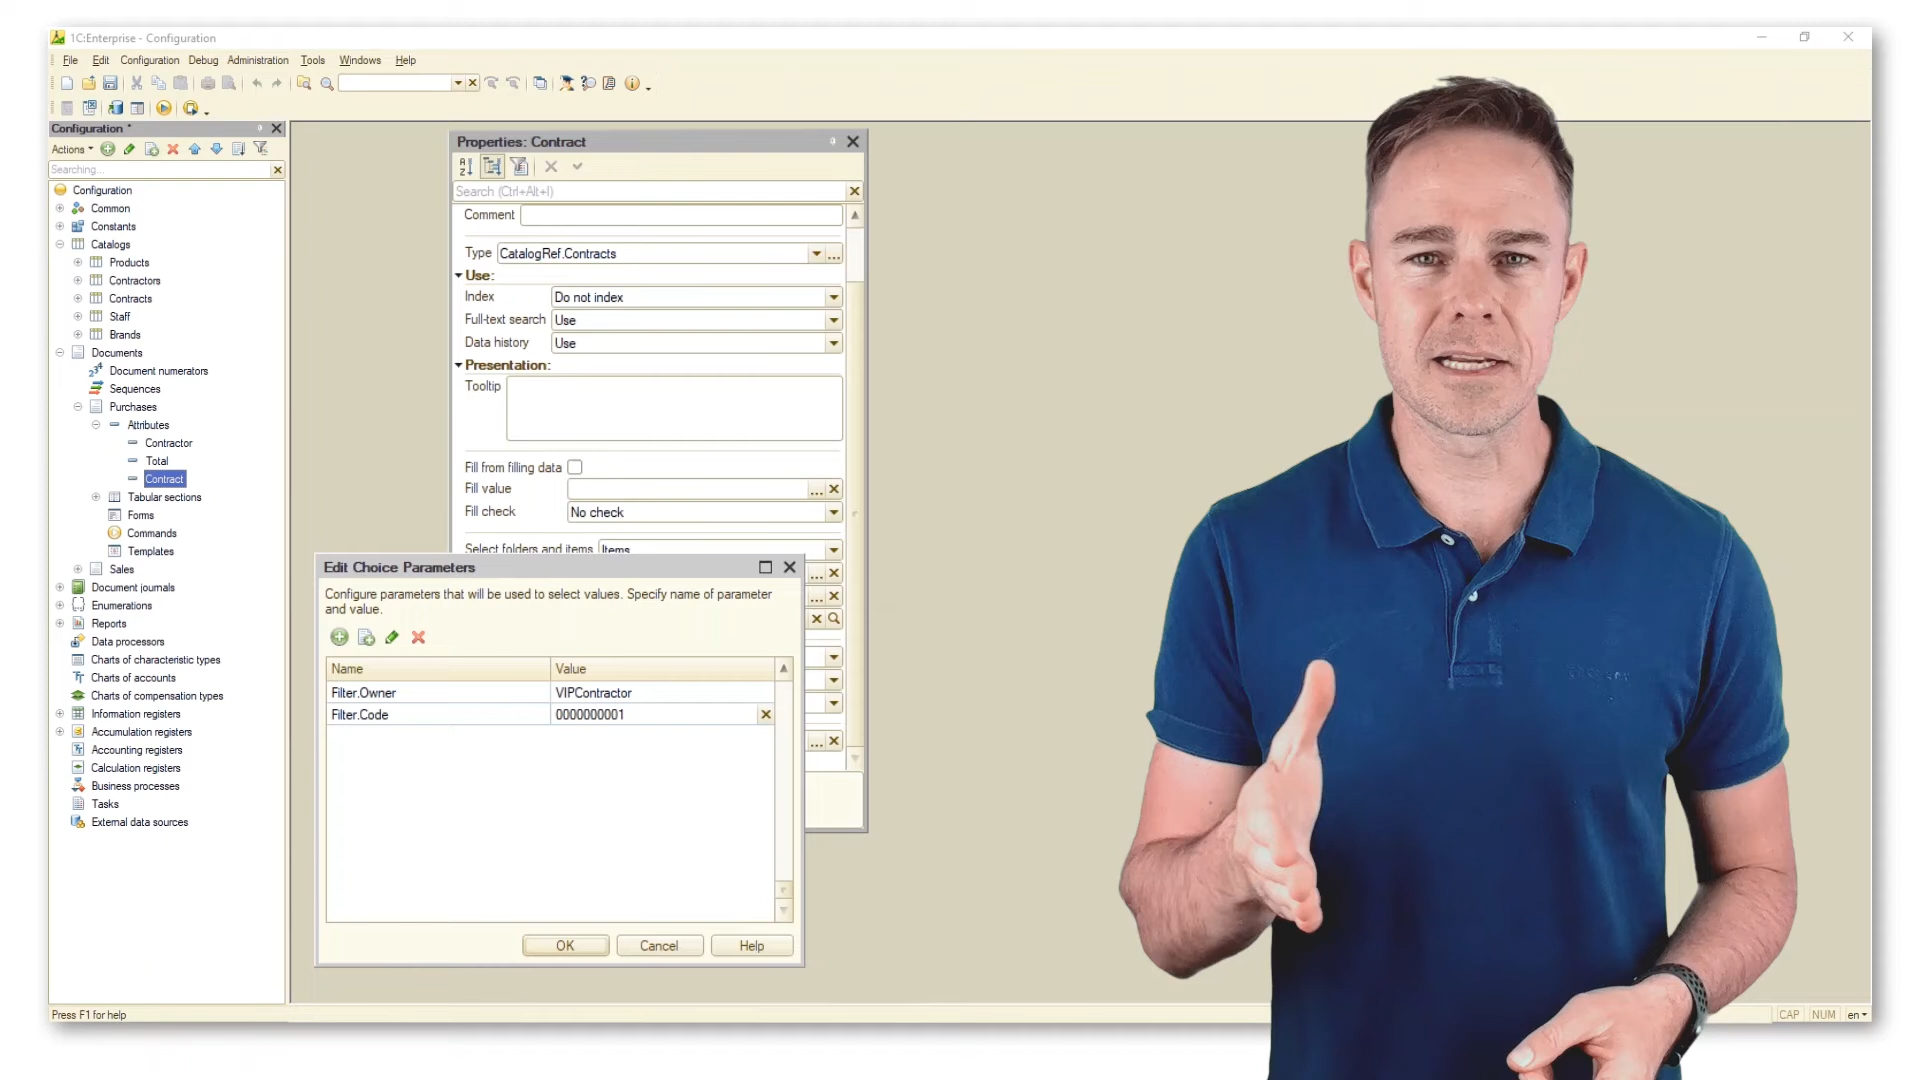 1C:Enterprise - Configuration
File Edit Configuration Debug Administration Tools Windows Help
Configuration *
Actions
Searching...
Configuration
Common
Constants
Catalogs
Products
Contractors
Contracts
Staff
Brands
Documents
Document numerators
Sequences
Purchases
Attributes
Contractor
Total
Contract
Tabular sections
Forms
Commands
Templates
Sales
Document journals
Enumerations
Reports
Data processors
Charts of characteristic types
Charts of accounts
Charts of compensation types
Information registers
Accumulation registers
Accounting registers
Calculation registers
Business processes
Tasks
External data sources
Properties: Contract
Search (Ctrl+Alt+I)
Comment
Type CatalogRef.Contracts
Use:
Index Do not index
Full-text search Use
Data history Use
Presentation:
Tooltip
Fill from filling data
Fill value
Fill check No check
Select folders and items Items
Edit Choice Parameters
Configure parameters that will be used to select values. Specify name of parameter
and value.
Name Value
Filter.Owner VIPContractor
Filter.Code 0000000001
OK Cancel Help
Press F1 for help
CAP NUM en